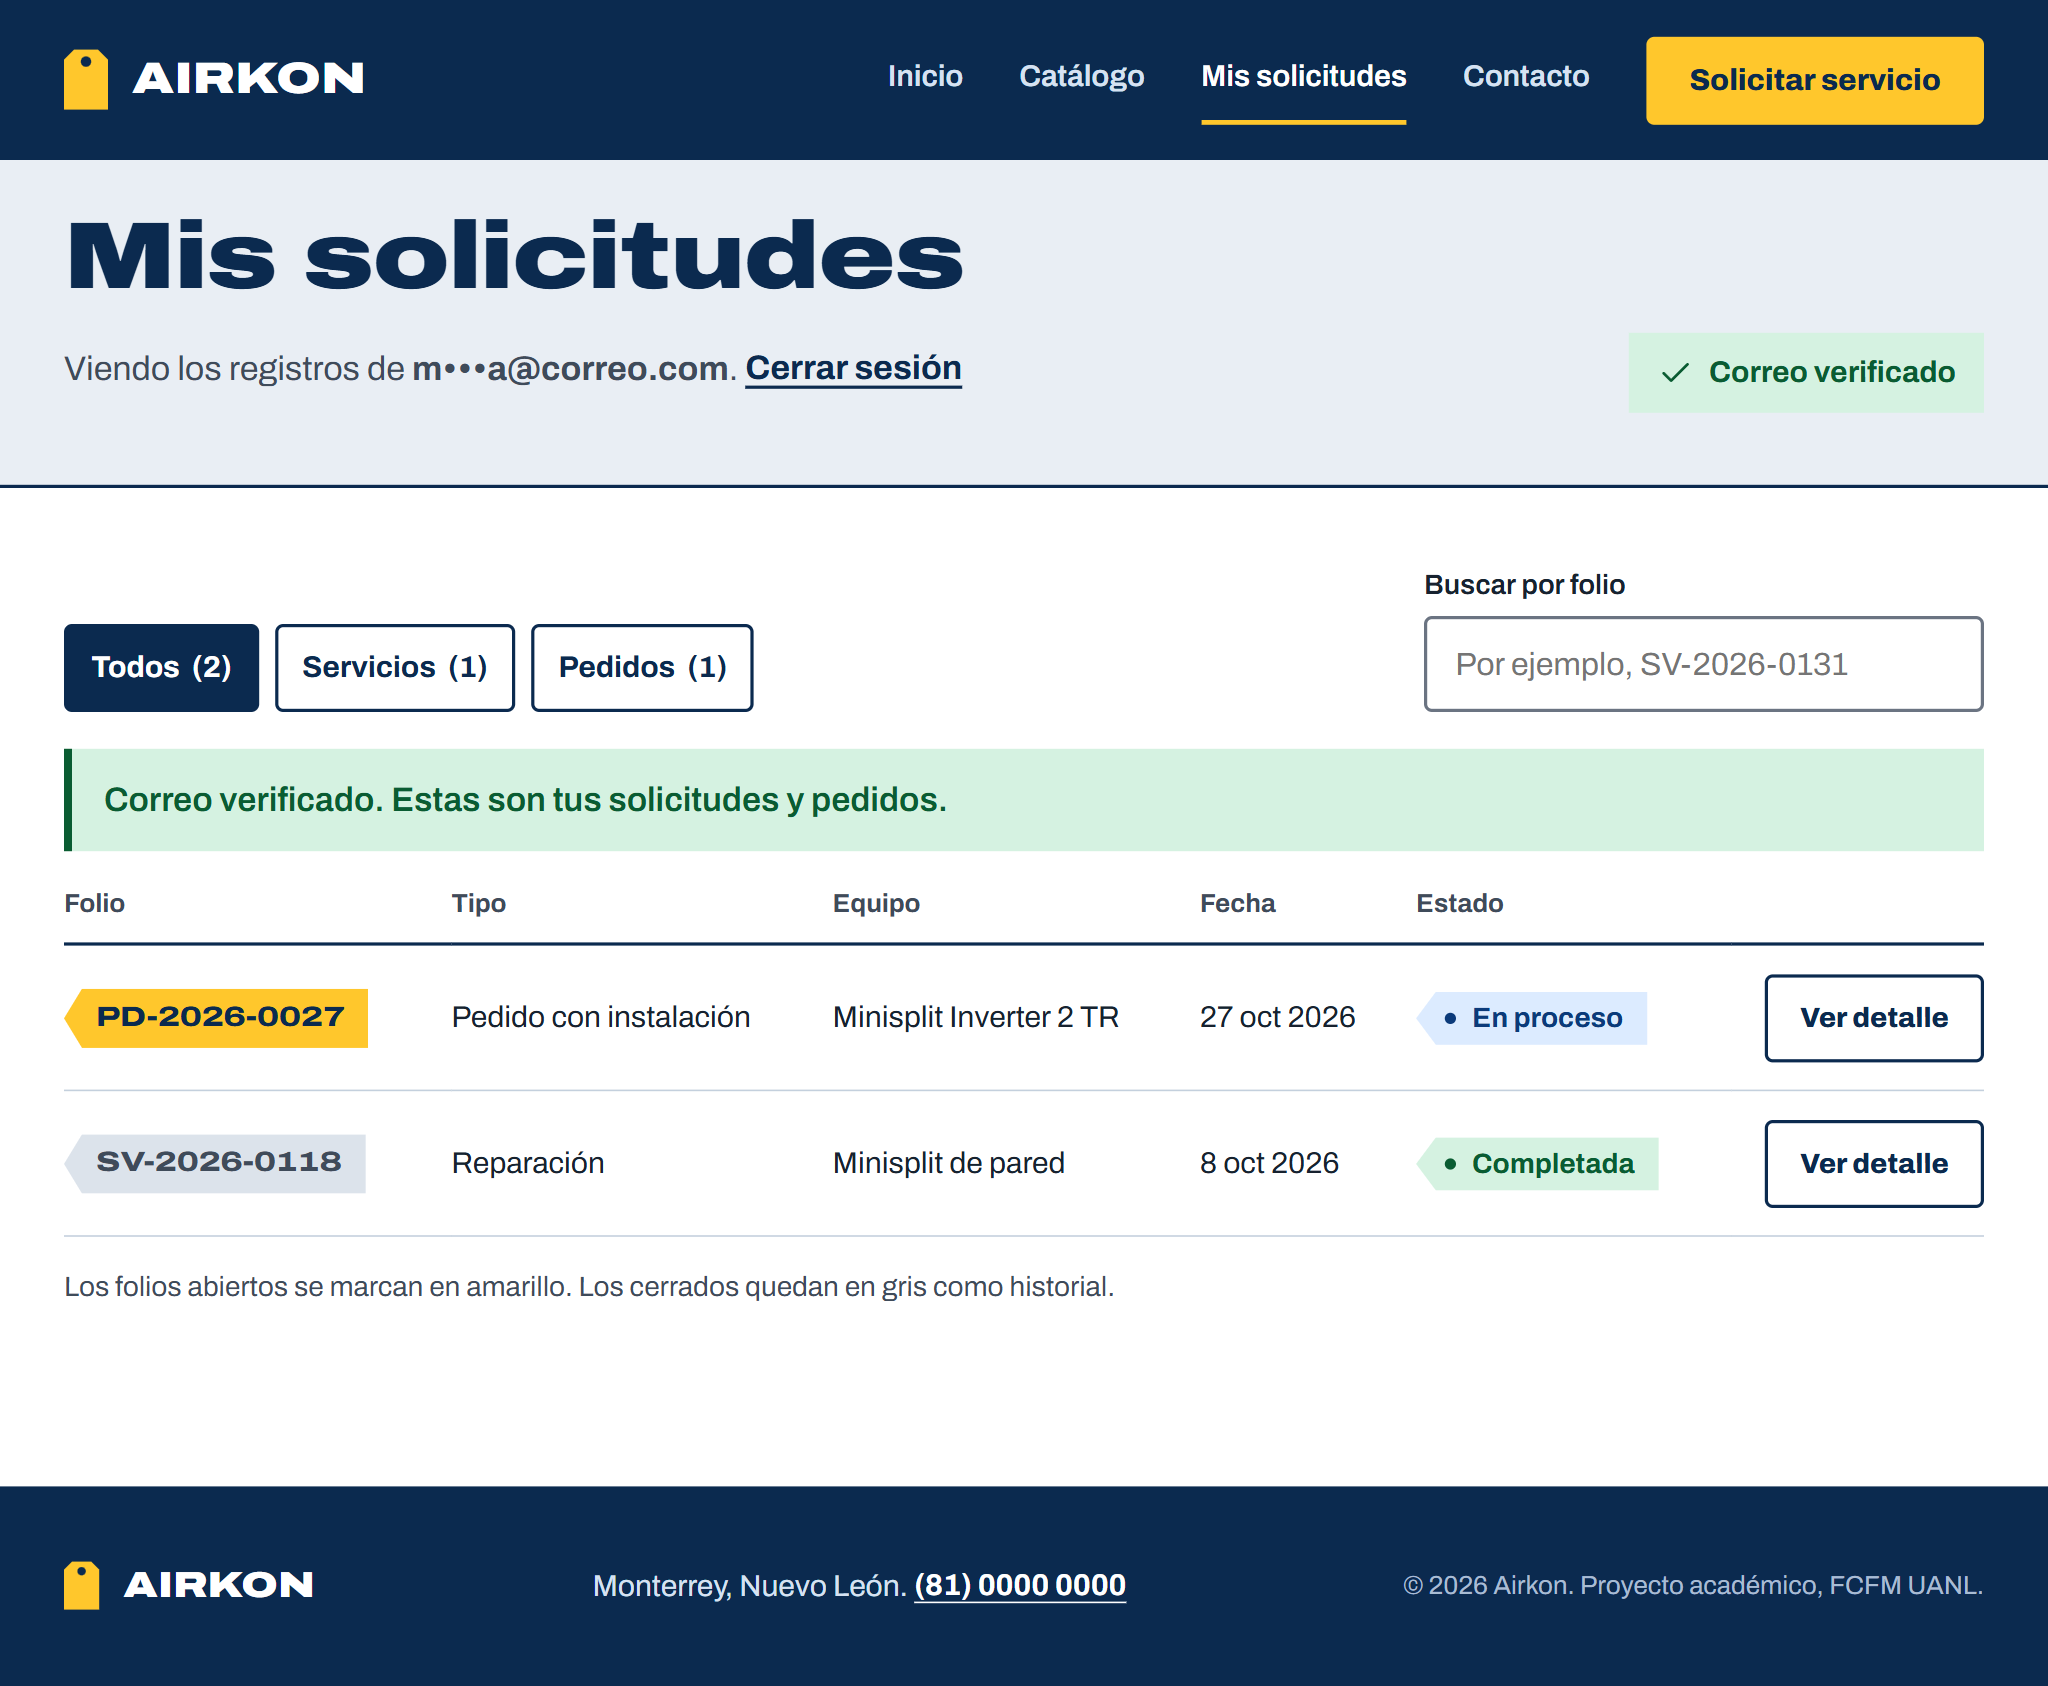 AIRKON
Inicio Catálogo Mis solicitudes Contacto Solicitar servicio
Mis solicitudes
Viendo los registros de m•••a@correo.com. Cerrar sesión
Correo verificado
Buscar por folio
Todos (2) Servicios (1) Pedidos (1)
Por ejemplo, SV-2026-0131
Correo verificado. Estas son tus solicitudes y pedidos.
Folio Tipo Equipo Fecha Estado
PD-2026-0027 Pedido con instalación Minisplit Inverter 2 TR 27 oct 2026 En proceso Ver detalle
SV-2026-0118 Reparación Minisplit de pared 8 oct 2026 Completada Ver detalle
Los folios abiertos se marcan en amarillo. Los cerrados quedan en gris como historial.
AIRKON
Monterrey, Nuevo León. (81) 0000 0000
© 2026 Airkon. Proyecto académico, FCFM UANL.